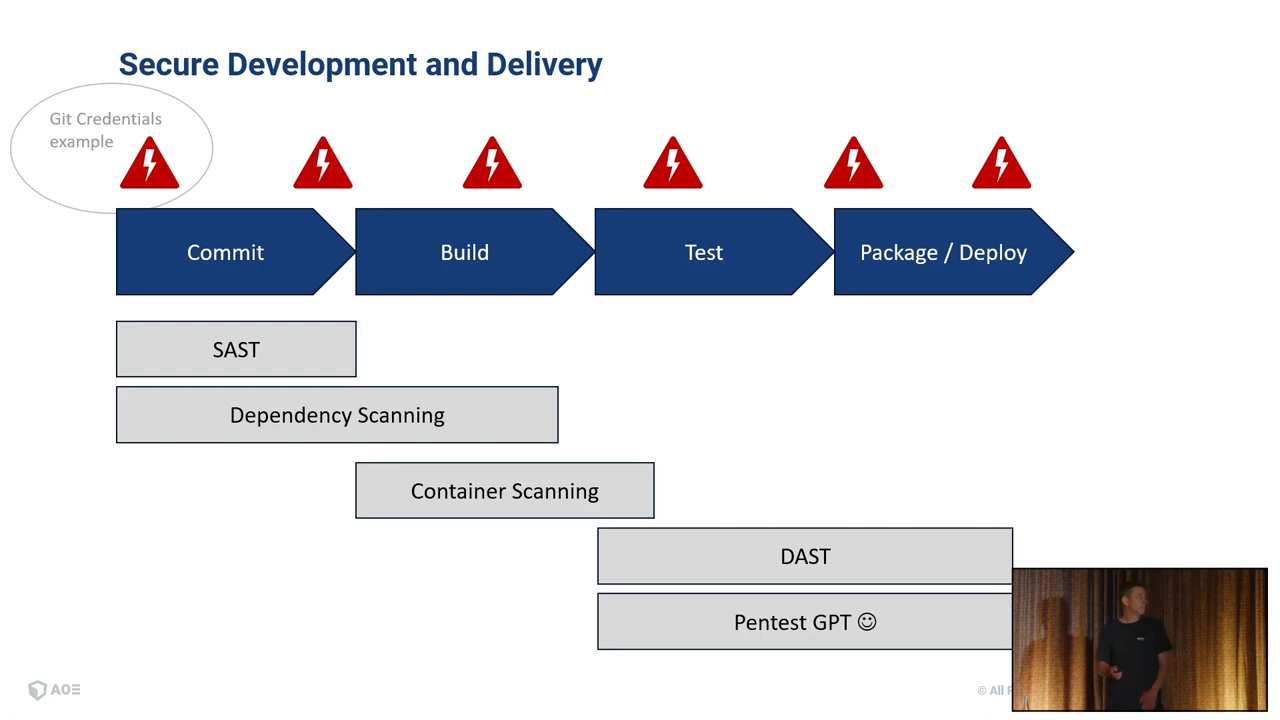 Secure Development and Delivery
Git Credentials
example
Commit
Build
Test
Package / Deploy
SAST
Dependency Scanning
Container Scanning
DAST
Pentest GPT ☺
AOE
© All